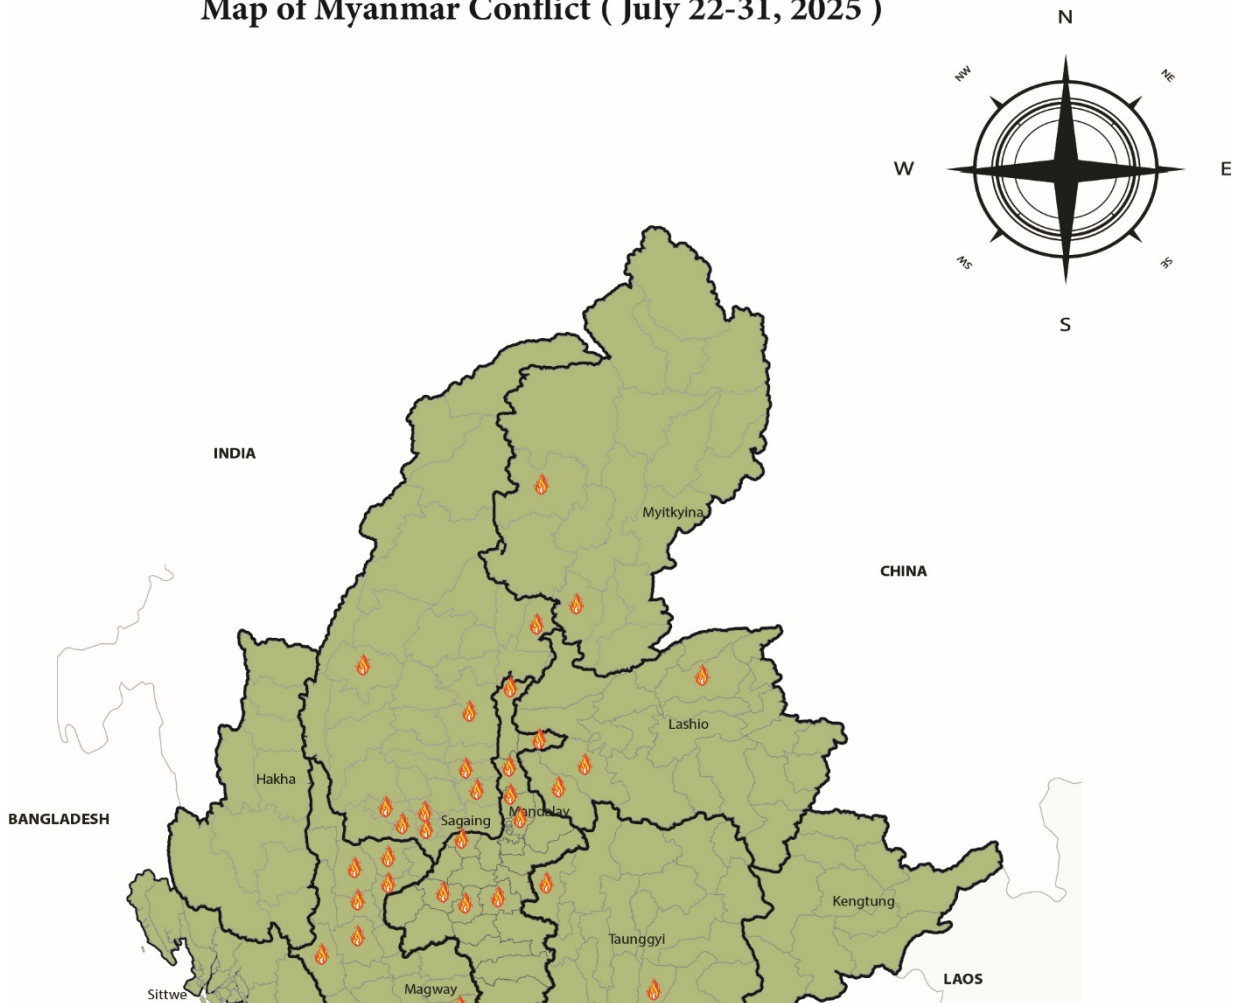 Map of Myanmar Conflict ( July 22-31, 2025 )
N
NW
NE
W
E
SW
SE
S
INDIA
Myitkyina
CHINA
Lashio
Hakha
BANGLADESH
Mandalay
Sagaing
Kengtung
Taunggyi
LAOS
Magway
Sittwe